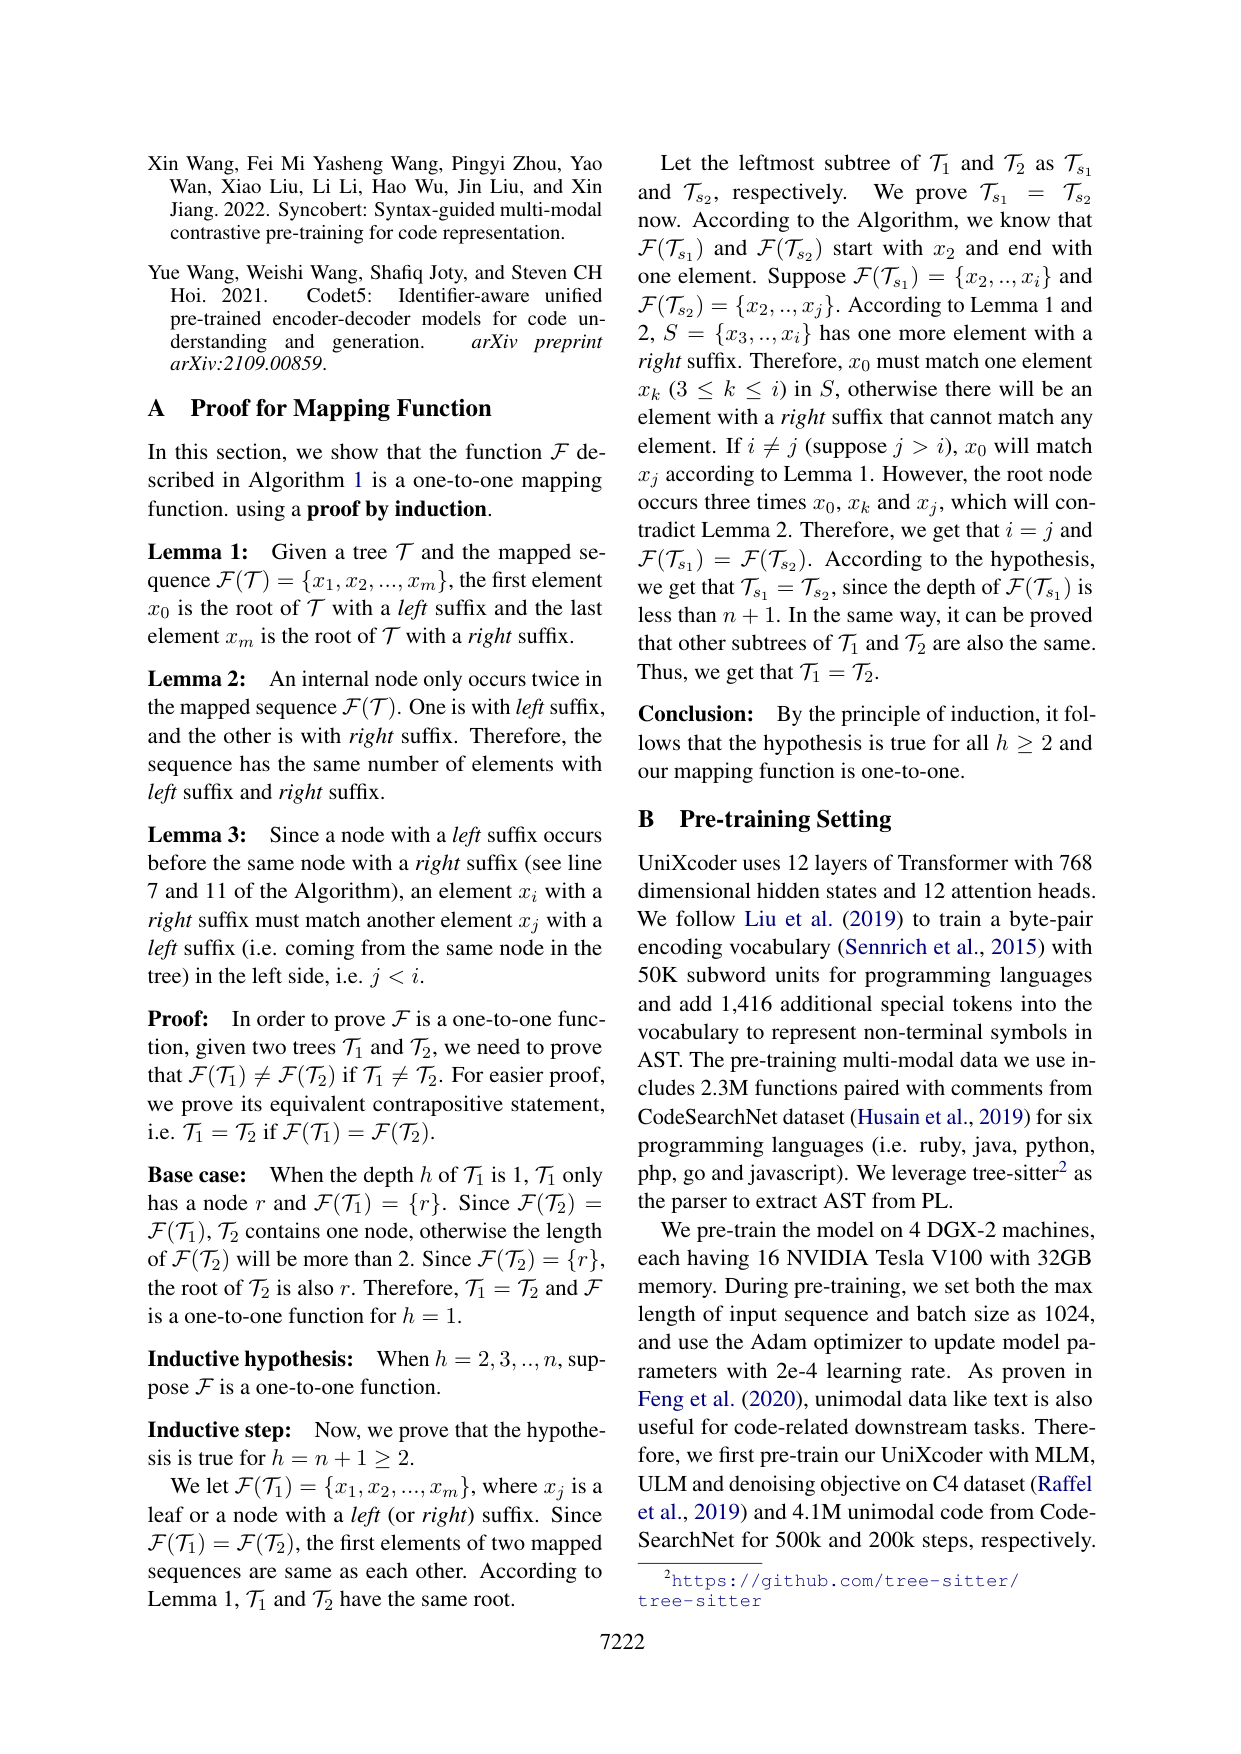 Xin Wang, Fei Mi Yasheng Wang, Pingyi Zhou, Yao
Wan, Xiao Liu, Li Li, Hao Wu, Jin Liu, and Xin
Jiang. 2022. Syncobert: Syntax-guided multi-modal
contrastive pre-training for code representation.
Yue Wang, Weishi Wang, Shafiq Joty, and Steven CH
Hoi. 2021. Codet5: Identifier-aware unified
pre-trained encoder-decoder models for code un-
derstanding and generation. arXiv preprint
arXiv:2109.00859.
A Proof for Mapping Function
In this section, we show that the function ℱ de-
scribed in Algorithm 1 is a one-to-one mapping
function. using a proof by induction.
Lemma 1: Given a tree 𝒯 and the mapped se-
quence ℱ(𝒯) = {x₁, x₂, ..., xₘ}, the first element
x₀ is the root of 𝒯 with a left suffix and the last
element xₘ is the root of 𝒯 with a right suffix.
Lemma 2: An internal node only occurs twice in
the mapped sequence ℱ(𝒯). One is with left suffix,
and the other is with right suffix. Therefore, the
sequence has the same number of elements with
left suffix and right suffix.
Lemma 3: Since a node with a left suffix occurs
before the same node with a right suffix (see line
7 and 11 of the Algorithm), an element xᵢ with a
right suffix must match another element xⱼ with a
left suffix (i.e. coming from the same node in the
tree) in the left side, i.e. j < i.
Proof: In order to prove ℱ is a one-to-one func-
tion, given two trees 𝒯₁ and 𝒯₂, we need to prove
that ℱ(𝒯₁) ≠ ℱ(𝒯₂) if 𝒯₁ ≠ 𝒯₂. For easier proof,
we prove its equivalent contrapositive statement,
i.e. 𝒯₁ = 𝒯₂ if ℱ(𝒯₁) = ℱ(𝒯₂).
Base case: When the depth h of 𝒯₁ is 1, 𝒯₁ only
has a node r and ℱ(𝒯₁) = {r}. Since ℱ(𝒯₂) =
ℱ(𝒯₁), 𝒯₂ contains one node, otherwise the length
of ℱ(𝒯₂) will be more than 2. Since ℱ(𝒯₂) = {r},
the root of 𝒯₂ is also r. Therefore, 𝒯₁ = 𝒯₂ and ℱ
is a one-to-one function for h = 1.
Inductive hypothesis: When h = 2, 3, .., n, sup-
pose ℱ is a one-to-one function.
Inductive step: Now, we prove that the hypothe-
sis is true for h = n + 1 ≥ 2.
We let ℱ(𝒯₁) = {x₁, x₂, ..., xₘ}, where xⱼ is a
leaf or a node with a left (or right) suffix. Since
ℱ(𝒯₁) = ℱ(𝒯₂), the first elements of two mapped
sequences are same as each other. According to
Lemma 1, 𝒯₁ and 𝒯₂ have the same root.
Let the leftmost subtree of 𝒯₁ and 𝒯₂ as 𝒯ₛ₁
and 𝒯ₛ₂, respectively. We prove 𝒯ₛ₁ = 𝒯ₛ₂
now. According to the Algorithm, we know that
ℱ(𝒯ₛ₁) and ℱ(𝒯ₛ₂) start with x₂ and end with
one element. Suppose ℱ(𝒯ₛ₁) = {x₂, .., xᵢ} and
ℱ(𝒯ₛ₂) = {x₂, .., xⱼ}. According to Lemma 1 and
2, S = {x₃, .., xᵢ} has one more element with a
right suffix. Therefore, x₀ must match one element
xₖ (3 ≤ k ≤ i) in S, otherwise there will be an
element with a right suffix that cannot match any
element. If i ≠ j (suppose j > i), x₀ will match
xⱼ according to Lemma 1. However, the root node
occurs three times x₀, xₖ and xⱼ, which will con-
tradict Lemma 2. Therefore, we get that i = j and
ℱ(𝒯ₛ₁) = ℱ(𝒯ₛ₂). According to the hypothesis,
we get that 𝒯ₛ₁ = 𝒯ₛ₂, since the depth of ℱ(𝒯ₛ₁) is
less than n + 1. In the same way, it can be proved
that other subtrees of 𝒯₁ and 𝒯₂ are also the same.
Thus, we get that 𝒯₁ = 𝒯₂.
Conclusion: By the principle of induction, it fol-
lows that the hypothesis is true for all h ≥ 2 and
our mapping function is one-to-one.
B Pre-training Setting
UniXcoder uses 12 layers of Transformer with 768
dimensional hidden states and 12 attention heads.
We follow Liu et al. (2019) to train a byte-pair
encoding vocabulary (Sennrich et al., 2015) with
50K subword units for programming languages
and add 1,416 additional special tokens into the
vocabulary to represent non-terminal symbols in
AST. The pre-training multi-modal data we use in-
cludes 2.3M functions paired with comments from
CodeSearchNet dataset (Husain et al., 2019) for six
programming languages (i.e. ruby, java, python,
php, go and javascript). We leverage tree-sitter² as
the parser to extract AST from PL.
We pre-train the model on 4 DGX-2 machines,
each having 16 NVIDIA Tesla V100 with 32GB
memory. During pre-training, we set both the max
length of input sequence and batch size as 1024,
and use the Adam optimizer to update model pa-
rameters with 2e-4 learning rate. As proven in
Feng et al. (2020), unimodal data like text is also
useful for code-related downstream tasks. There-
fore, we first pre-train our UniXcoder with MLM,
ULM and denoising objective on C4 dataset (Raffel
et al., 2019) and 4.1M unimodal code from Code-
SearchNet for 500k and 200k steps, respectively.
²https://github.com/tree-sitter/
tree-sitter
7222